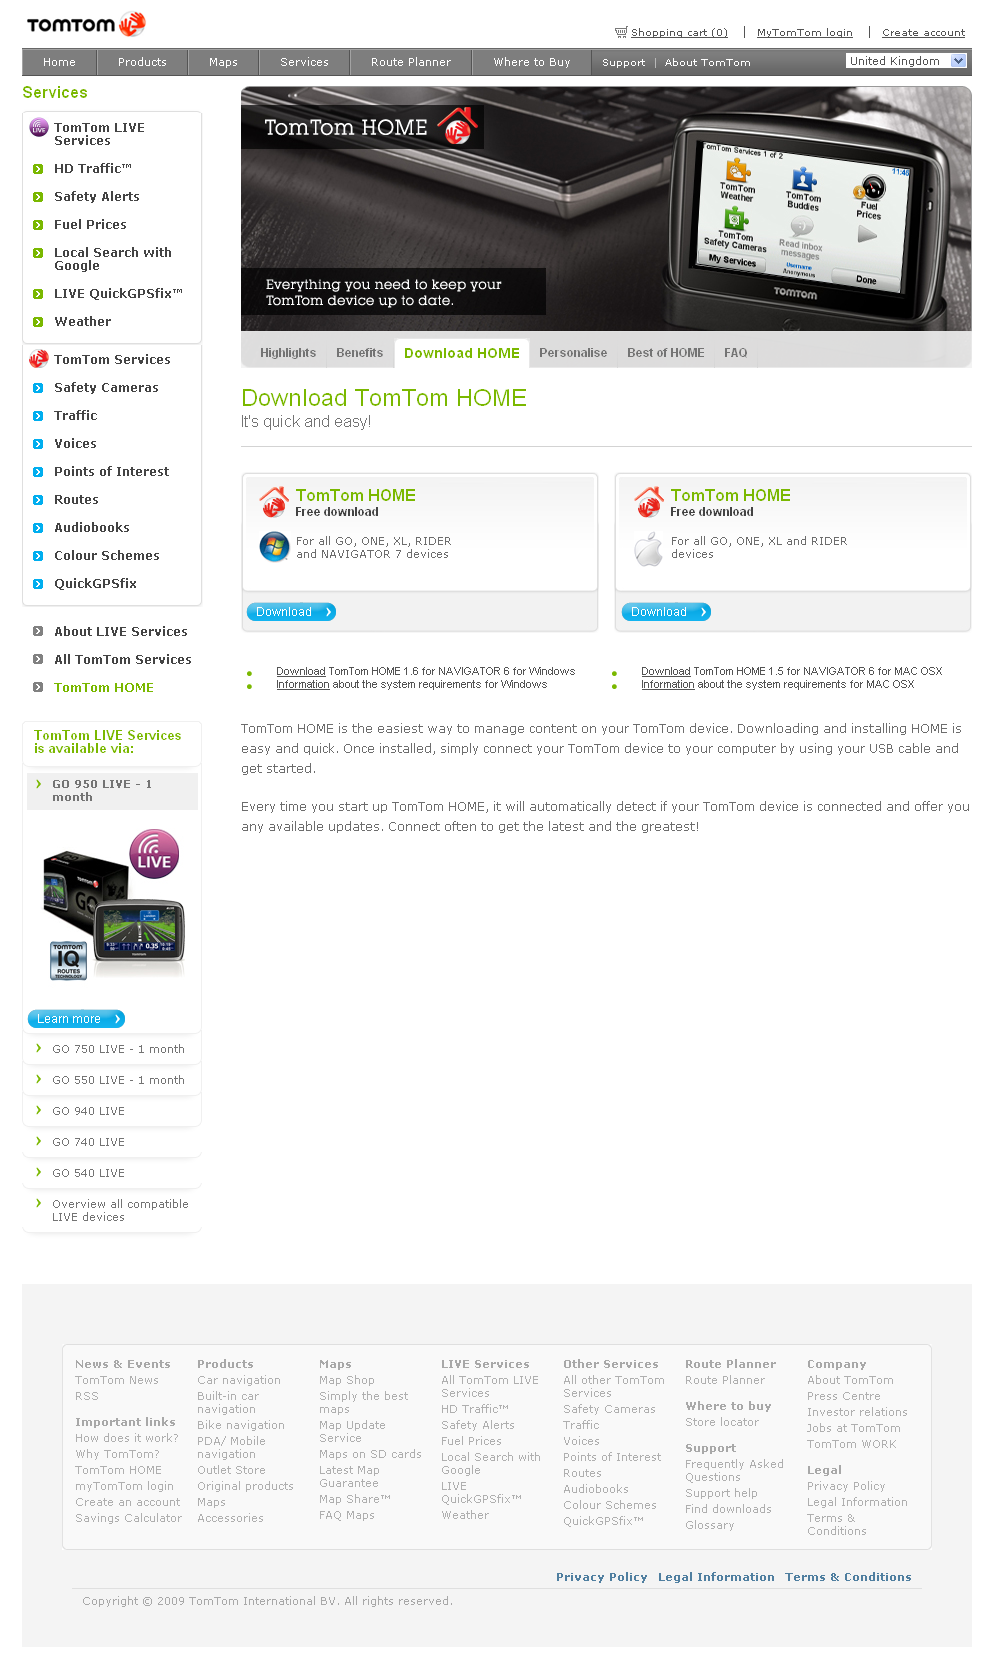 TOMTOM
Shopping cart (0) | MyTomTom login | Create account
Home Products Maps Services Route Planner Where to Buy Support | About TomTom United Kingdom
Services
LIVE
TomTom LIVE
Services
HD Traffic™
Safety Alerts
Fuel Prices
Local Search with
Google
LIVE QuickGPSfix™
Weather
TomTom Services
Safety Cameras
Traffic
Voices
Points of Interest
Routes
Audiobooks
Colour Schemes
QuickGPSfix
About LIVE Services
All TomTom Services
TomTom HOME
TomTom LIVE Services
is available via:
GO 950 LIVE - 1
month
LIVE
GO
TOMTOM
IQ
ROUTES
TECHNOLOGY
Learn more
GO 750 LIVE - 1 month
GO 550 LIVE - 1 month
GO 940 LIVE
GO 740 LIVE
GO 540 LIVE
Overview all compatible
LIVE devices
TomTom HOME
TomTom Services 1 of 2
11:46
TomTom
Weather
TomTom
Buddies
Fuel
Prices
TomTom
Safety Cameras
Read inbox
messages
My Services
Username
Anonymous
Done
TOMTOM
Everything you need to keep your
TomTom device up to date.
Highlights Benefits Download HOME Personalise Best of HOME FAQ
Download TomTom HOME
It's quick and easy!
TomTom HOME
Free download
For all GO, ONE, XL, RIDER
and NAVIGATOR 7 devices
Download
TomTom HOME
Free download
For all GO, ONE, XL and RIDER
devices
Download
Download TomTom HOME 1.6 for NAVIGATOR 6 for Windows
Information about the system requirements for Windows
Download TomTom HOME 1.5 for NAVIGATOR 6 for MAC OSX
Information about the system requirements for MAC OSX
TomTom HOME is the easiest way to manage content on your TomTom device. Downloading and installing HOME is
easy and quick. Once installed, simply connect your TomTom device to your computer by using your USB cable and
get started.
Every time you start up TomTom HOME, it will automatically detect if your TomTom device is connected and offer you
any available updates. Connect often to get the latest and the greatest!
News & Events
TomTom News
RSS
Important links
How does it work?
Why TomTom?
TomTom HOME
myTomTom login
Create an account
Savings Calculator
Products
Car navigation
Built-in car
navigation
Bike navigation
PDA/ Mobile
navigation
Outlet Store
Original products
Maps
Accessories
Maps
Map Shop
Simply the best
maps
Map Update
Service
Maps on SD cards
Latest Map
Guarantee
Map Share™
FAQ Maps
LIVE Services
All TomTom LIVE
Services
HD Traffic™
Safety Alerts
Fuel Prices
Local Search with
Google
LIVE
QuickGPSfix™
Weather
Other Services
All other TomTom
Services
Safety Cameras
Traffic
Voices
Points of Interest
Routes
Audiobooks
Colour Schemes
QuickGPSfix™
Route Planner
Route Planner
Where to buy
Store locator
Support
Frequently Asked
Questions
Support help
Find downloads
Glossary
Company
About TomTom
Press Centre
Investor relations
Jobs at TomTom
TomTom WORK
Legal
Privacy Policy
Legal Information
Terms &
Conditions
Privacy Policy Legal Information Terms & Conditions
Copyright © 2009 TomTom International BV. All rights reserved.